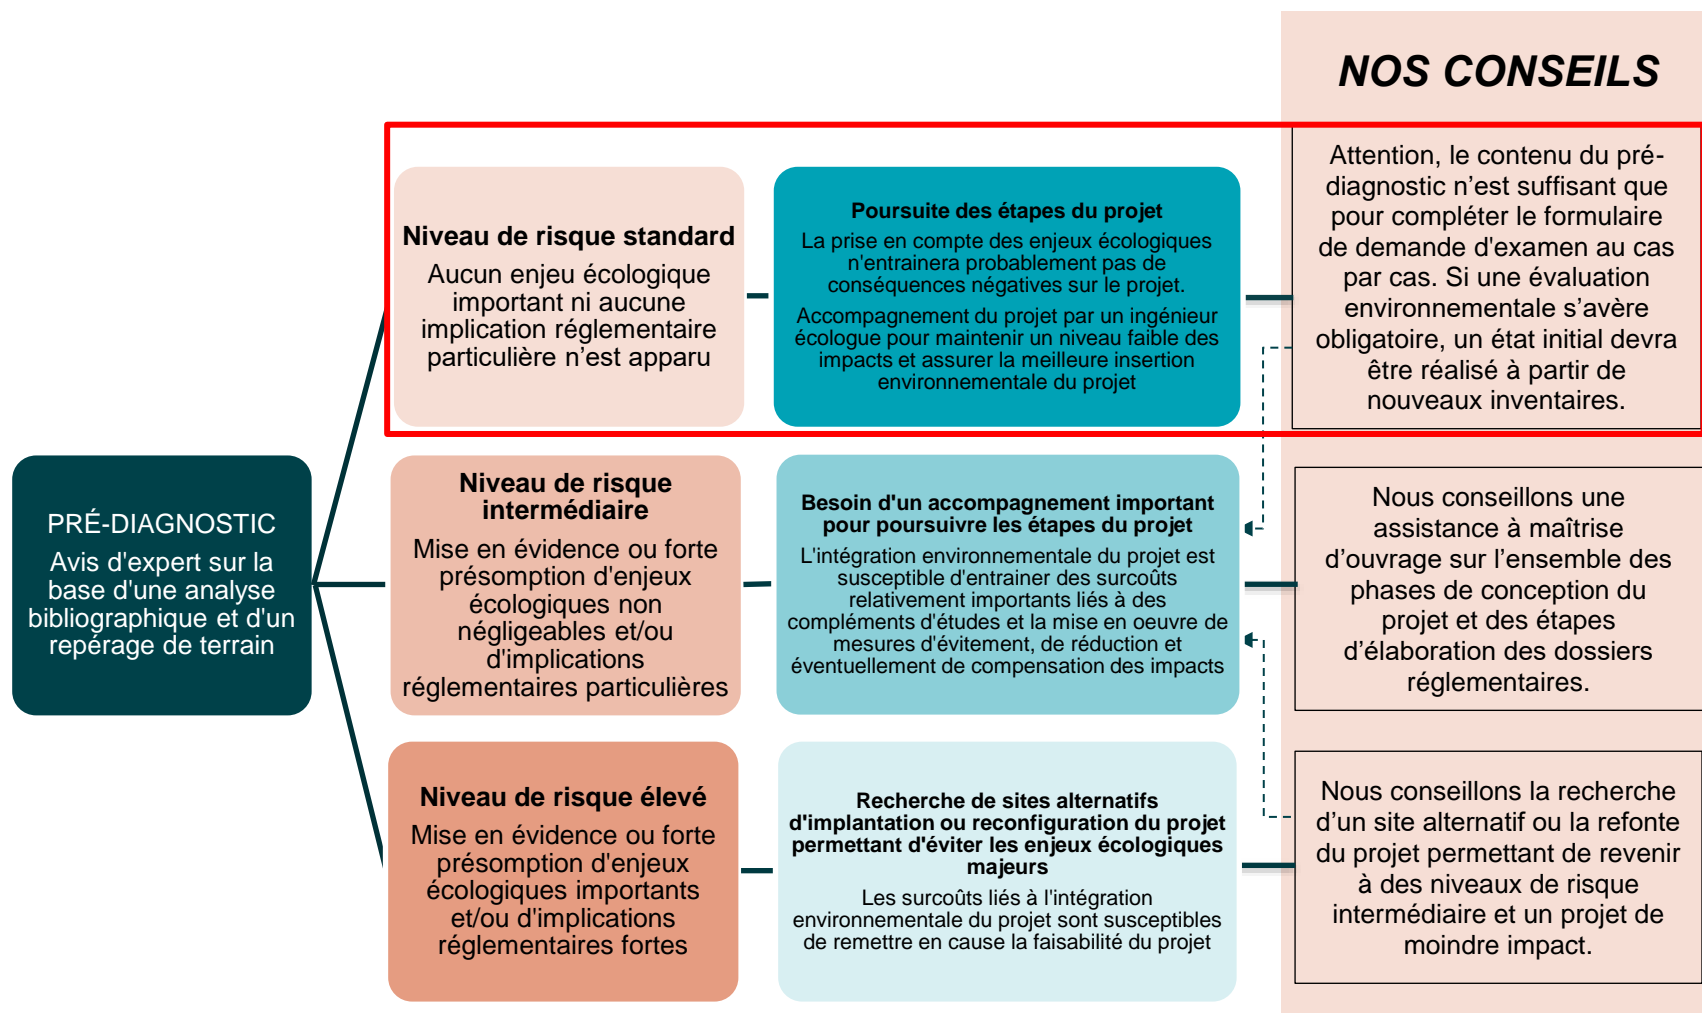 NOS CONSEILS
PRÉ-DIAGNOSTIC
Avis d'expert sur la
base d'une analyse
bibliographique et d'un
repérage de terrain
Niveau de risque standard
Aucun enjeu écologique
important ni aucune
implication réglementaire
particulière n’est apparu
Poursuite des étapes du projet
La prise en compte des enjeux écologiques
n'entrainera probablement pas de
conséquences négatives sur le projet.
Accompagnement du projet par un ingénieur
écologue pour maintenir un niveau faible des
impacts et assurer la meilleure insertion
environnementale du projet
Attention, le contenu du pré-
diagnostic n’est suffisant que
pour compléter le formulaire
de demande d'examen au cas
par cas. Si une évaluation
environnementale s’avère
obligatoire, un état initial devra
être réalisé à partir de
nouveaux inventaires.
Niveau de risque
intermédiaire
Mise en évidence ou forte
présomption d'enjeux
écologiques non
négligeables et/ou
d'implications
réglementaires particulières
Besoin d'un accompagnement important
pour poursuivre les étapes du projet
L'intégration environnementale du projet est
susceptible d'entrainer des surcoûts
relativement importants liés à des
compléments d'études et la mise en oeuvre de
mesures d'évitement, de réduction et
éventuellement de compensation des impacts
Nous conseillons une
assistance à maîtrise
d’ouvrage sur l’ensemble des
phases de conception du
projet et des étapes
d’élaboration des dossiers
réglementaires.
Niveau de risque élevé
Mise en évidence ou forte
présomption d'enjeux
écologiques importants
et/ou d'implications
réglementaires fortes
Recherche de sites alternatifs
d'implantation ou reconfiguration du projet
permettant d'éviter les enjeux écologiques
majeurs
Les surcoûts liés à l'intégration
environnementale du projet sont susceptibles
de remettre en cause la faisabilité du projet
Nous conseillons la recherche
d’un site alternatif ou la refonte
du projet permettant de revenir
à des niveaux de risque
intermédiaire et un projet de
moindre impact.